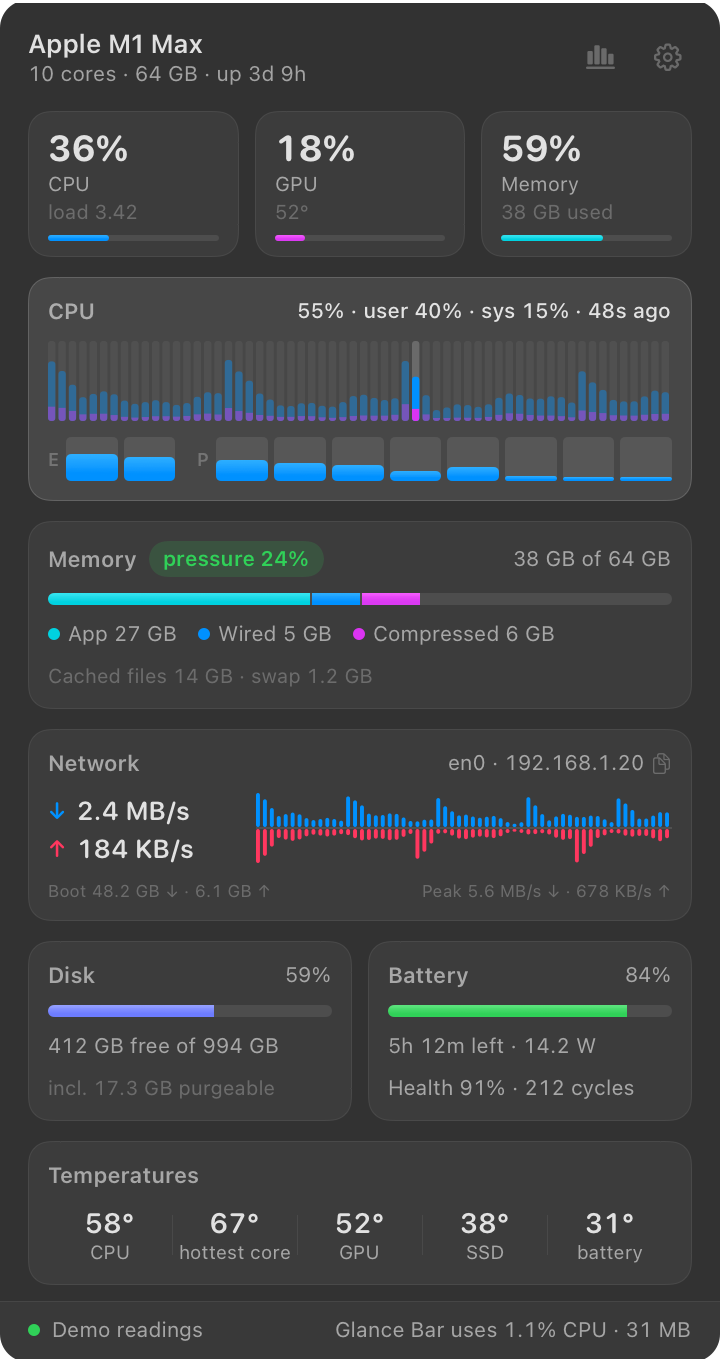 Apple M1 Max
10 cores · 64 GB · up 3d 9h
36%
CPU
load 3.42
18%
GPU
52°
59%
Memory
38 GB used
CPU
55% · user 40% · sys 15% · 48s ago
E
P
Memory
pressure 24%
38 GB of 64 GB
App 27 GB
Wired 5 GB
Compressed 6 GB
Cached files 14 GB · swap 1.2 GB
Network
en0 · 192.168.1.20
↓ 2.4 MB/s
↑ 184 KB/s
Boot 48.2 GB ↓ · 6.1 GB ↑
Peak 5.6 MB/s ↓ · 678 KB/s ↑
Disk
59%
412 GB free of 994 GB
incl. 17.3 GB purgeable
Battery
84%
5h 12m left · 14.2 W
Health 91% · 212 cycles
Temperatures
58°
CPU
67°
hottest core
52°
GPU
38°
SSD
31°
battery
Demo readings
Glance Bar uses 1.1% CPU · 31 MB